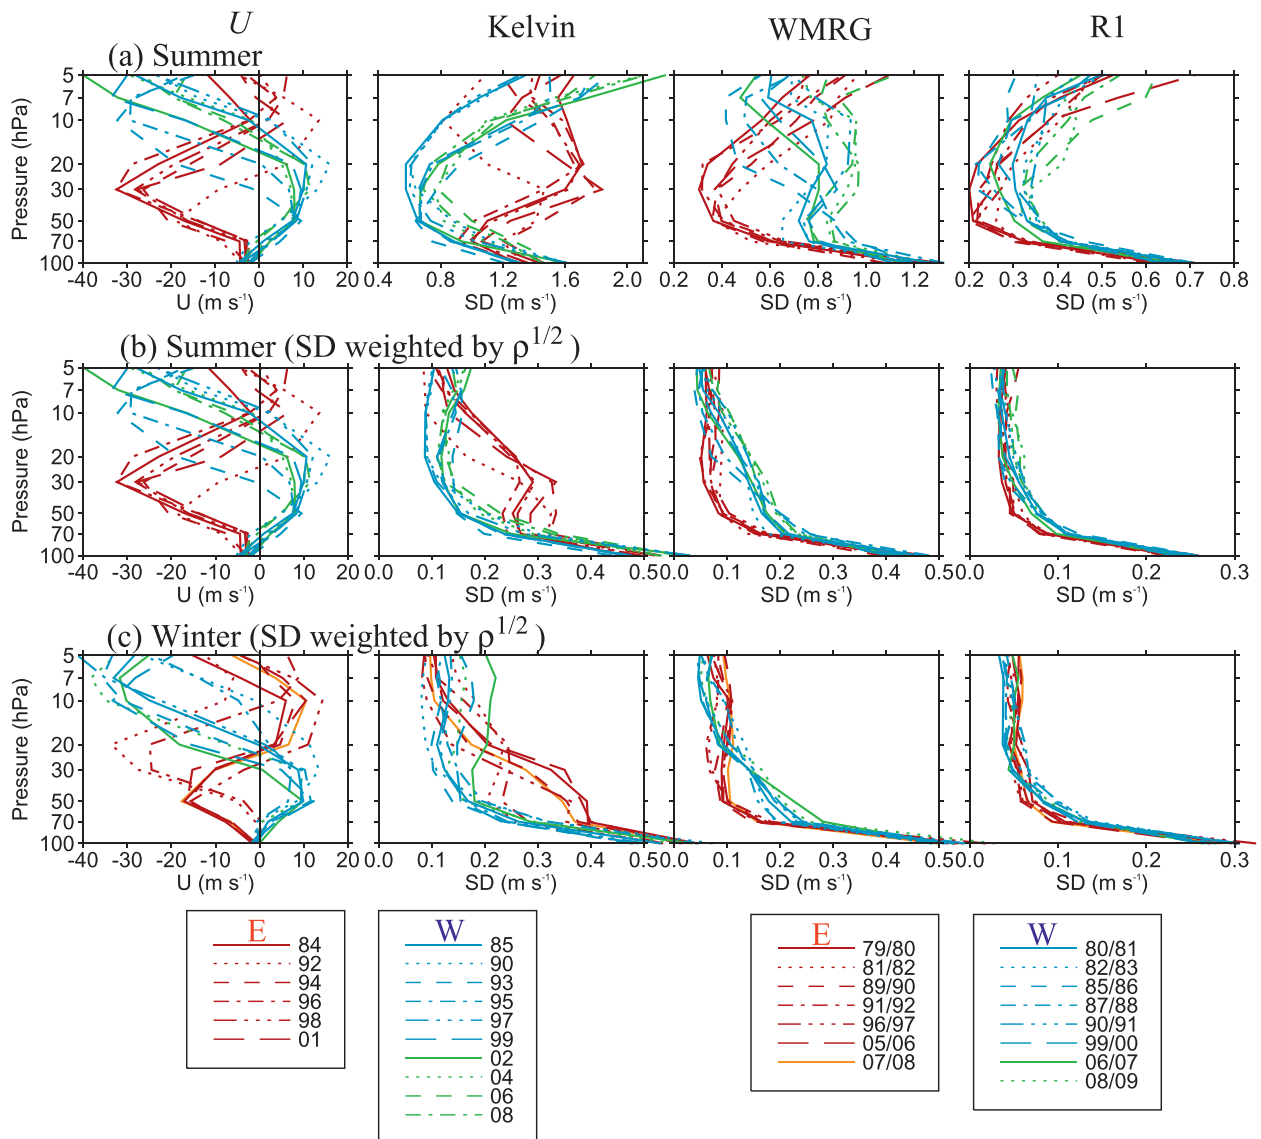 U Kelvin WMRG R1
(a) Summer
5 7 10 20 30 50 70 100
Pressure (hPa)
-40 -30 -20 -10 0 10 20 0.4 0.8 1.2 1.6 2.0 0.2 0.4 0.6 0.8 1.0 1.2 0.2 0.3 0.4 0.5 0.6 0.7 0.8
U (m s-1) SD (m s-1) SD (m s-1) SD (m s-1)
(b) Summer (SD weighted by ρ1/2 )
5 7 10 20 30 50 70 100
Pressure (hPa)
-40 -30 -20 -10 0 10 20 0.0 0.1 0.2 0.3 0.4 0.5 0.0 0.1 0.2 0.3 0.4 0.5 0.0 0.1 0.2 0.3
U (m s-1) SD (m s-1) SD (m s-1) SD (m s-1)
(c) Winter (SD weighted by ρ1/2 )
5 7 10 20 30 50 70 100
Pressure (hPa)
-40 -30 -20 -10 0 10 20 0.0 0.1 0.2 0.3 0.4 0.5 0.0 0.1 0.2 0.3 0.4 0.5 0.0 0.1 0.2 0.3
U (m s-1) SD (m s-1) SD (m s-1) SD (m s-1)
E
84
92
94
96
98
01
W
85
90
93
95
97
99
02
04
06
08
E
79/80
81/82
89/90
91/92
96/97
05/06
07/08
W
80/81
82/83
85/86
87/88
90/91
99/00
06/07
08/09